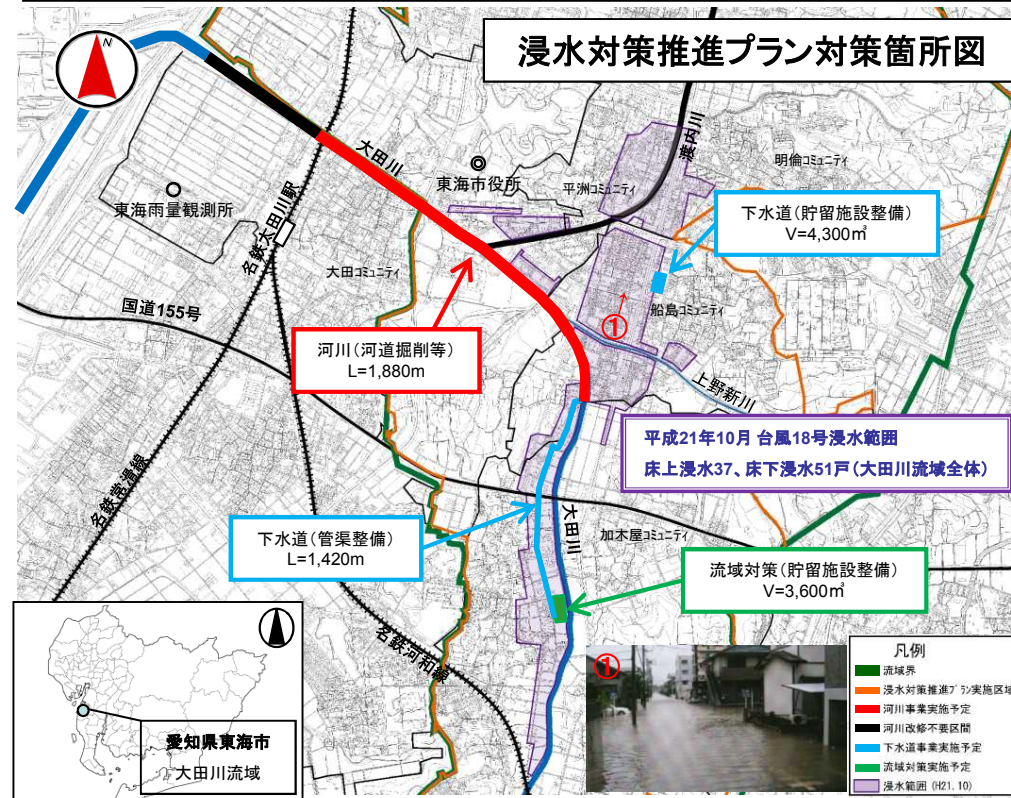 浸水対策推進プラン対策箇所図
N
大田川
渡内川
明倫コミュニティ
東海市役所
平洲コミュニティ
下水道(貯留施設整備)
V=4,300㎥
東海雨量観測所
名鉄太田川駅
大田コミュニティ
国道155号
船島コミュニティ
①
河川(河道掘削等)
L=1,880m
上野新川
平成21年10月 台風18号浸水範囲
床上浸水37、床下浸水51戸(大田川流域全体)
名鉄常滑線
下水道(管渠整備)
L=1,420m
大田川
加木屋コミュニティ
流域対策(貯留施設整備)
V=3,600㎥
名鉄河和線
愛知県東海市
大田川流域
①
凡例
流域界
浸水対策推進プラン実施区域
河川事業実施予定
河川改修不要区間
下水道事業実施予定
流域対策実施予定
浸水範囲 (H21.10)